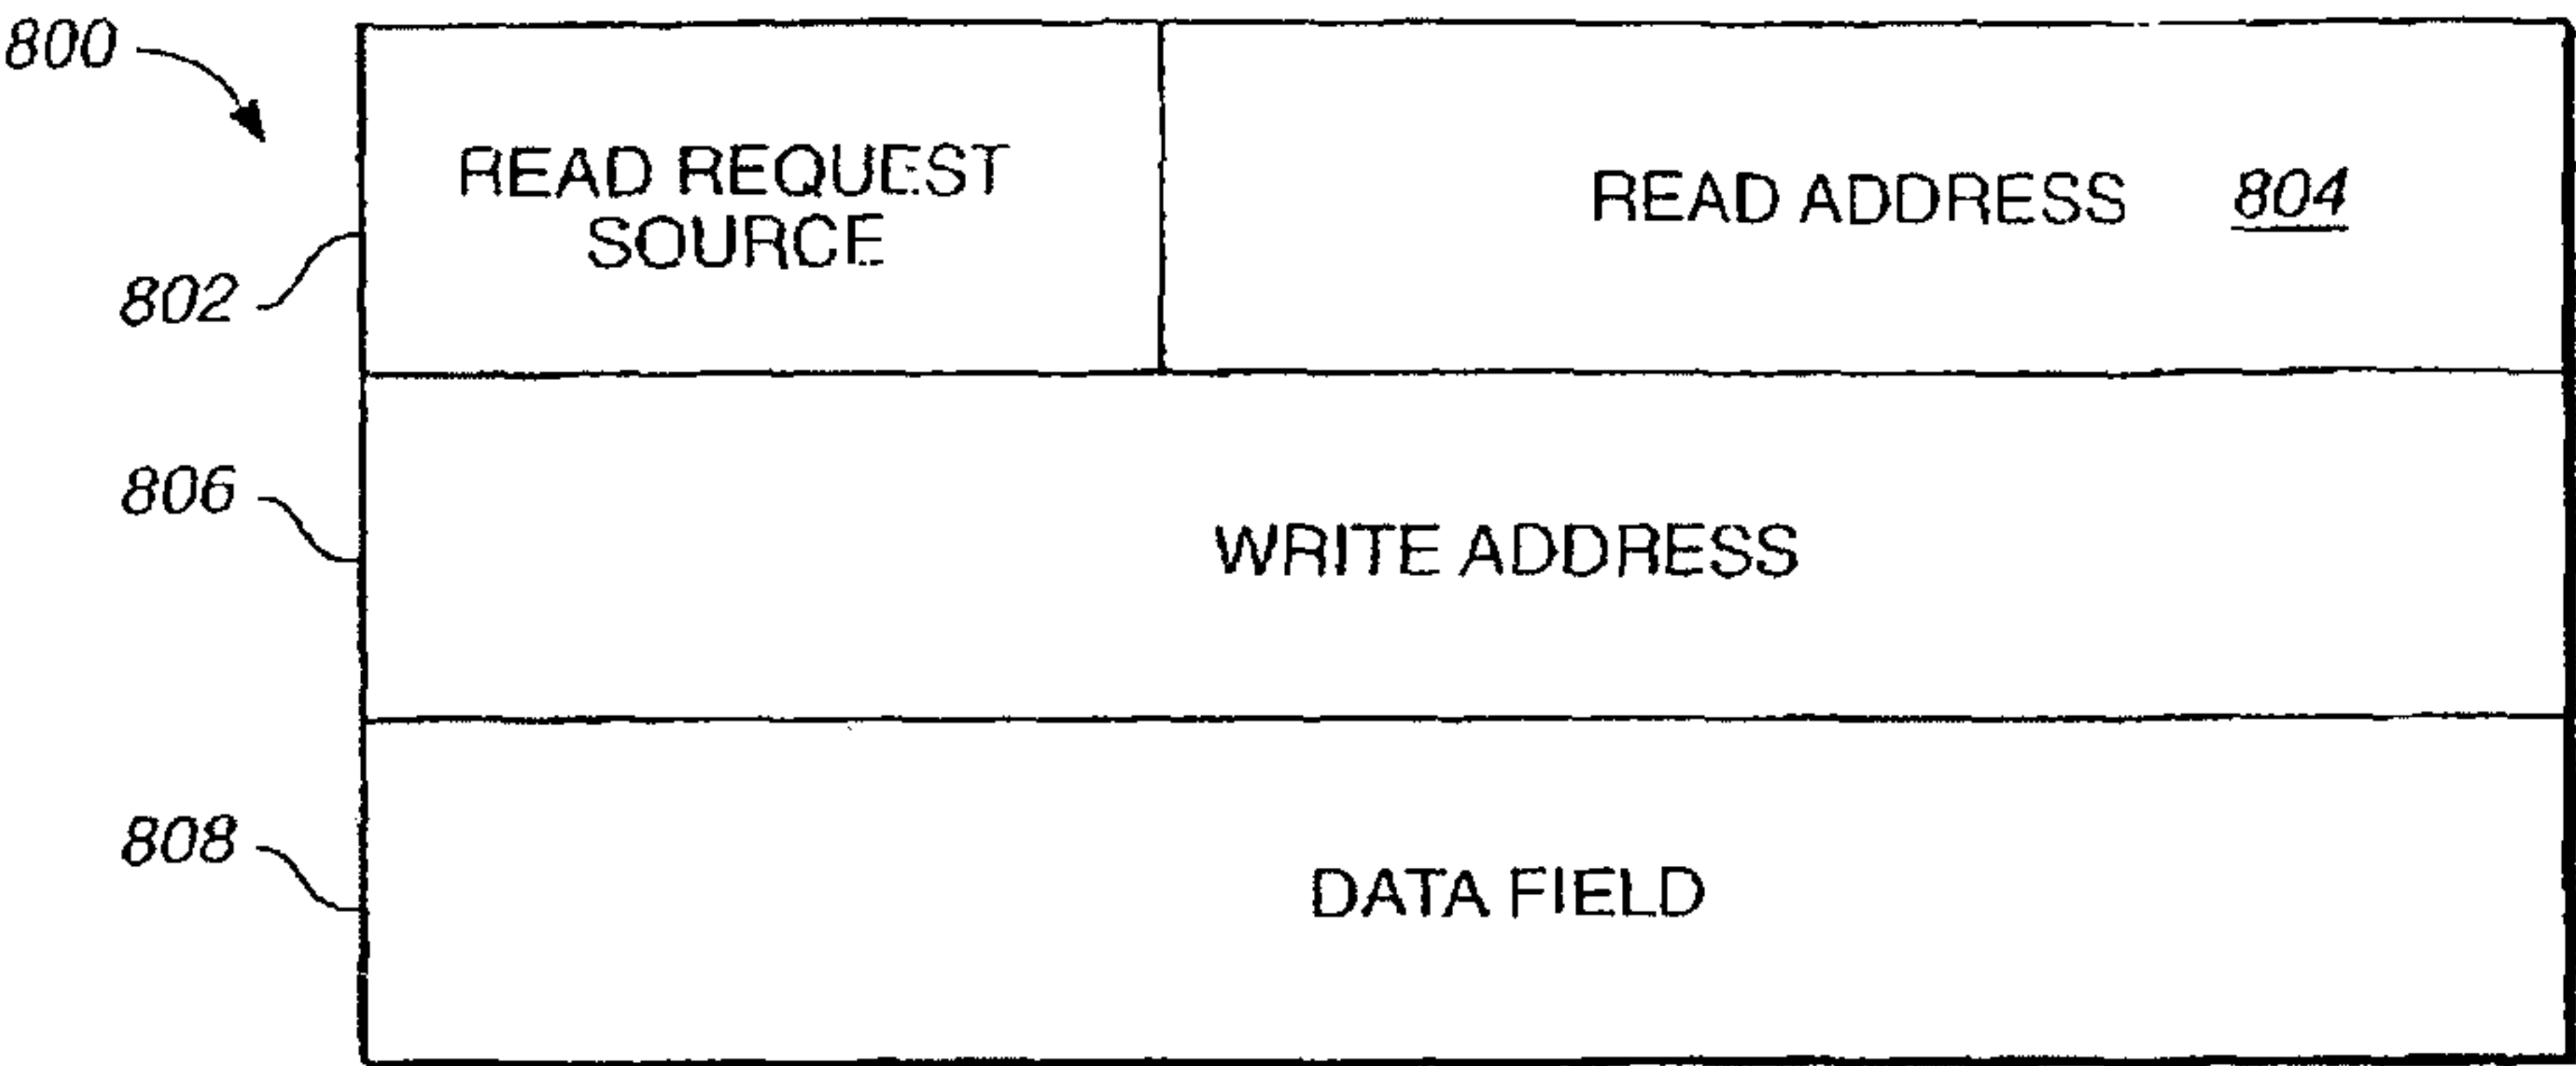 800
READ REQUEST
SOURCE
802
READ ADDRESS 804
806
WRITE ADDRESS
808
DATA FIELD